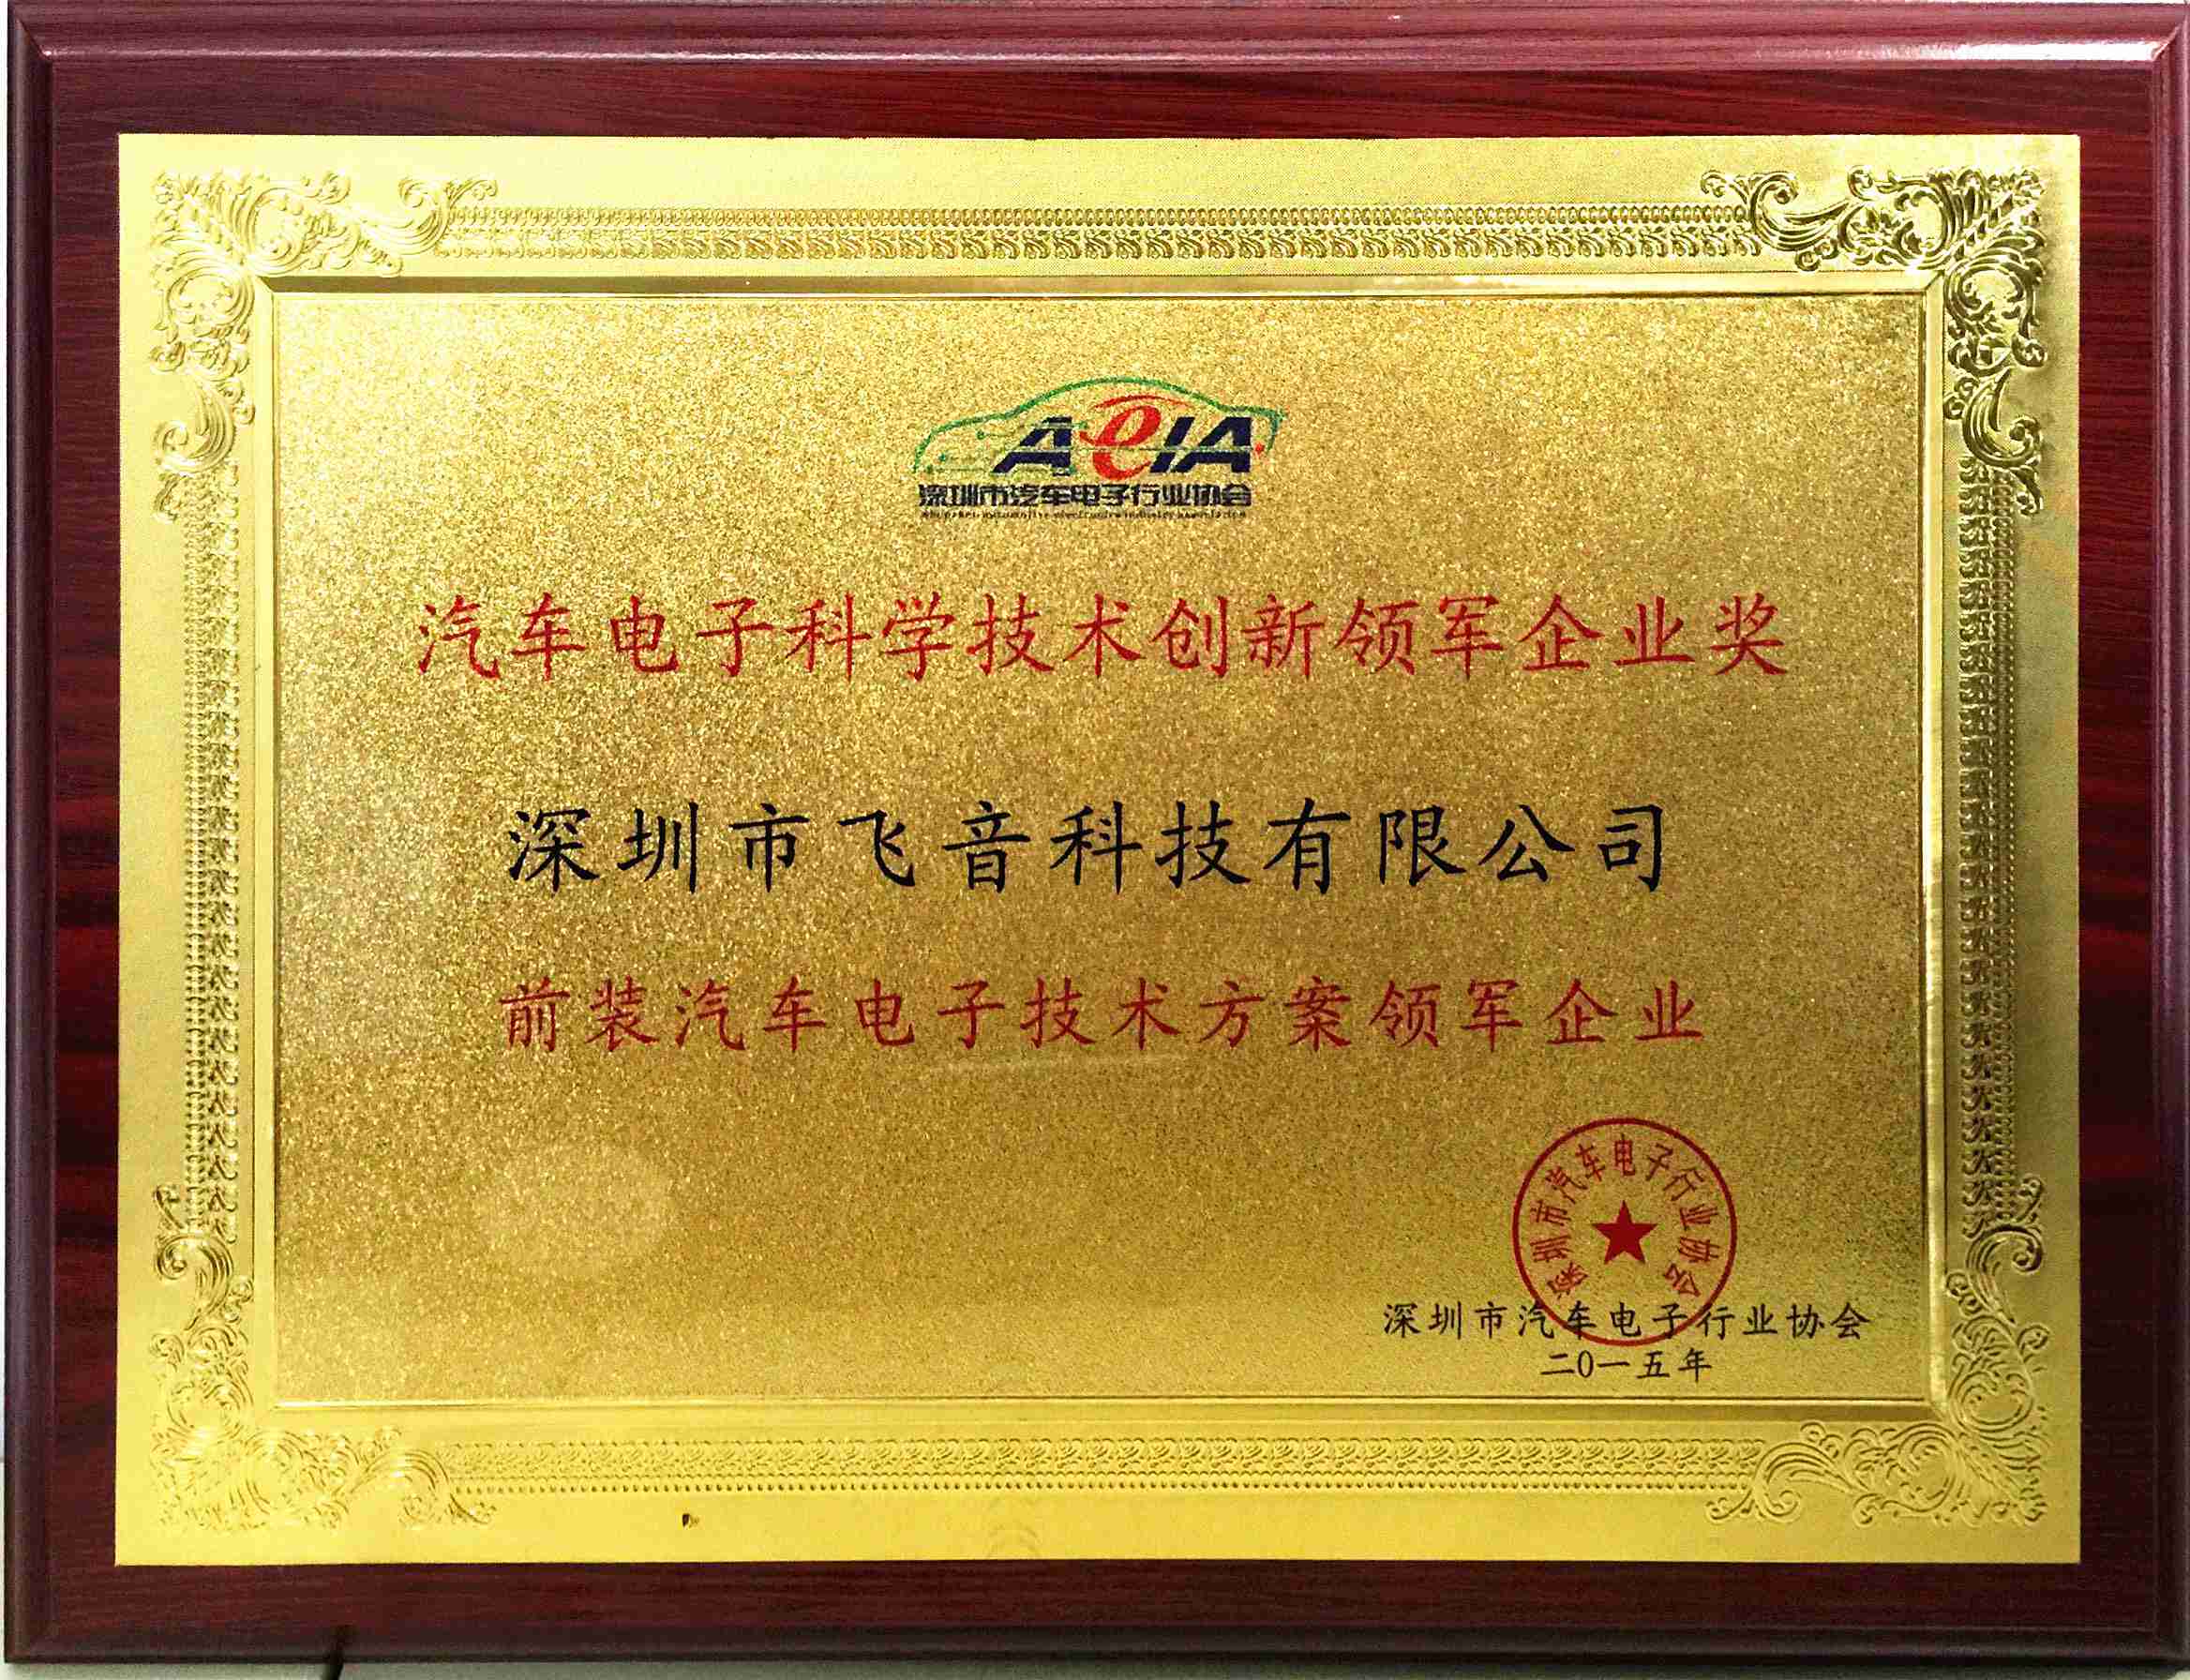 AeIA
深圳市汽车电子行业协会
汽车电子科学技术创新领军企业奖
深圳市飞音科技有限公司
前装汽车电子技术方案领军企业
深圳市汽车电子行业协会
深圳市汽车电子行业协会
二0一五年